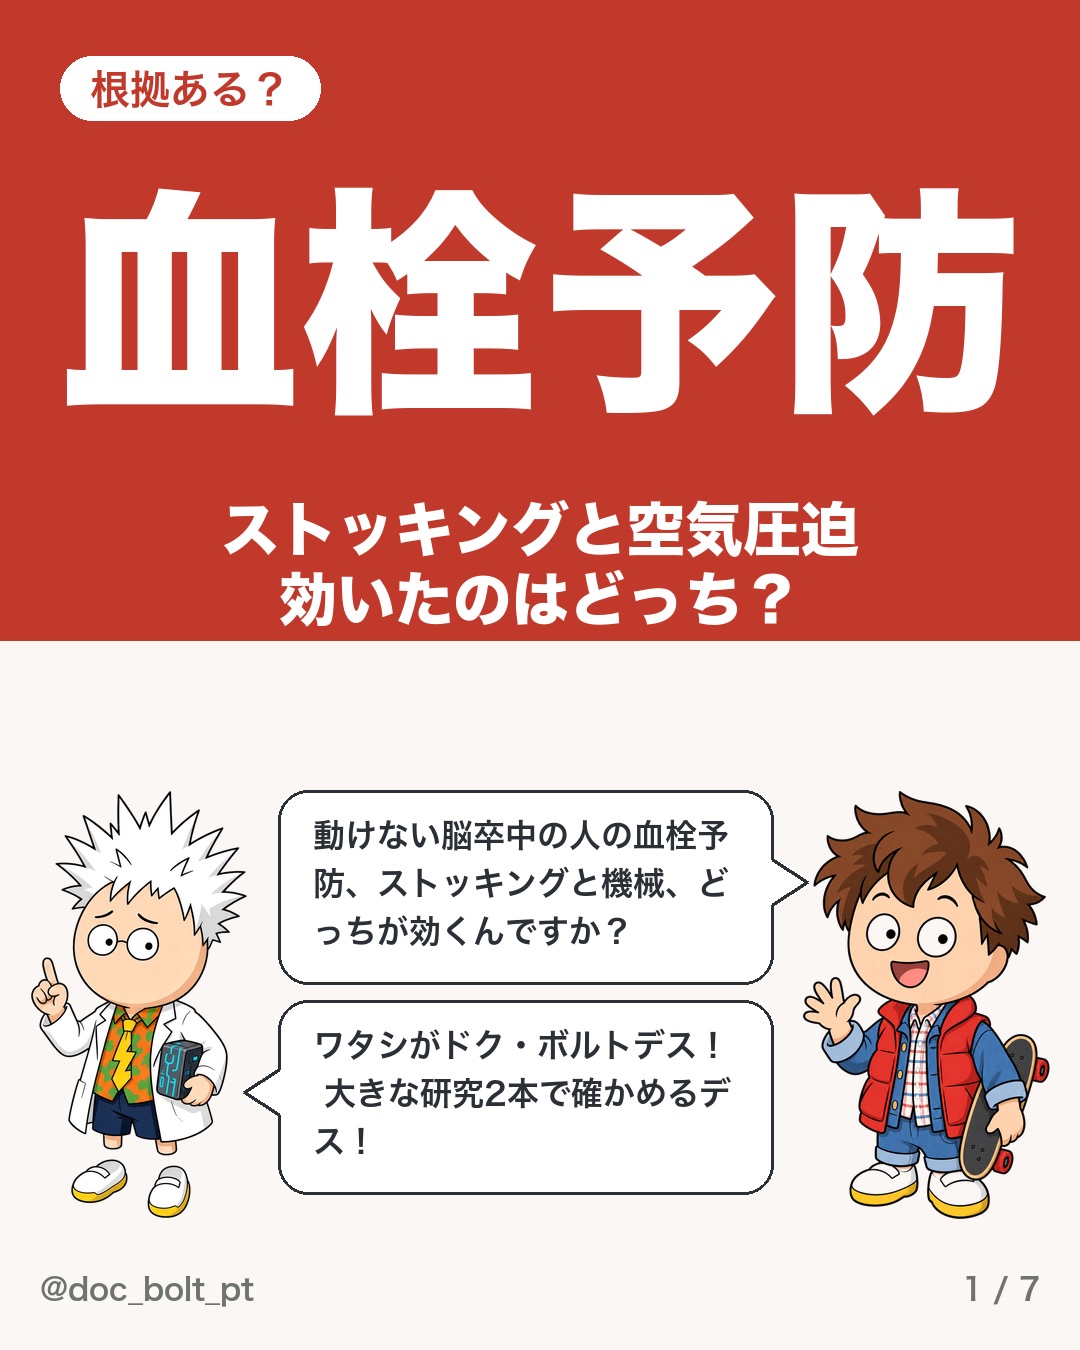 根拠ある？
血栓予防
ストッキングと空気圧迫
効いたのはどっち？
動けない脳卒中の人の血栓予
防、ストッキングと機械、ど
っちが効くんですか？
ワタシがドク・ボルトデス！
大きな研究2本で確かめるデ
ス！
@doc_bolt_pt
1 / 7